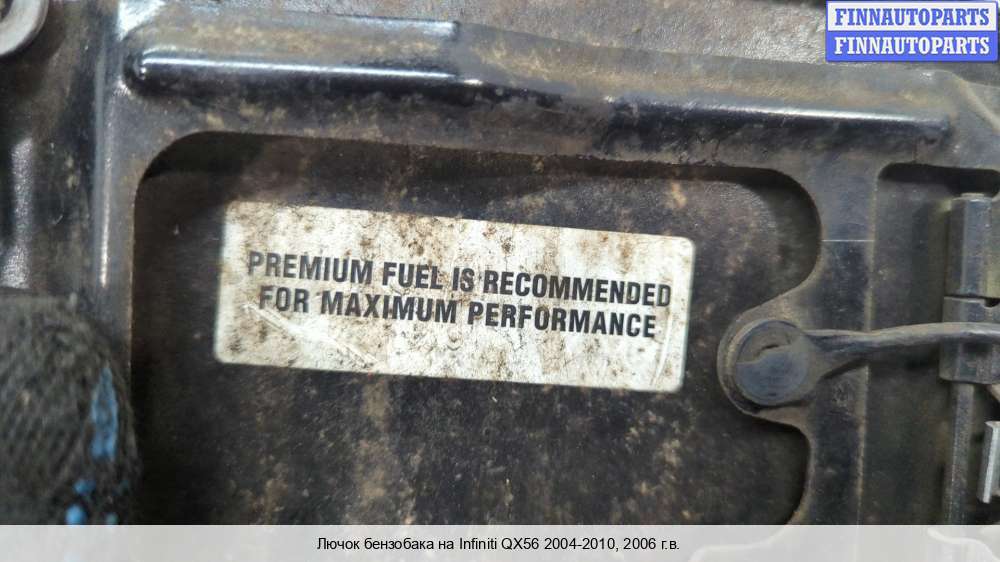 FINNAUTOPARTS
FINNAUTOPARTS
PREMIUM FUEL IS RECOMMENDED
FOR MAXIMUM PERFORMANCE
Лючок бензобака на Infiniti QX56 2004-2010, 2006 г.в.